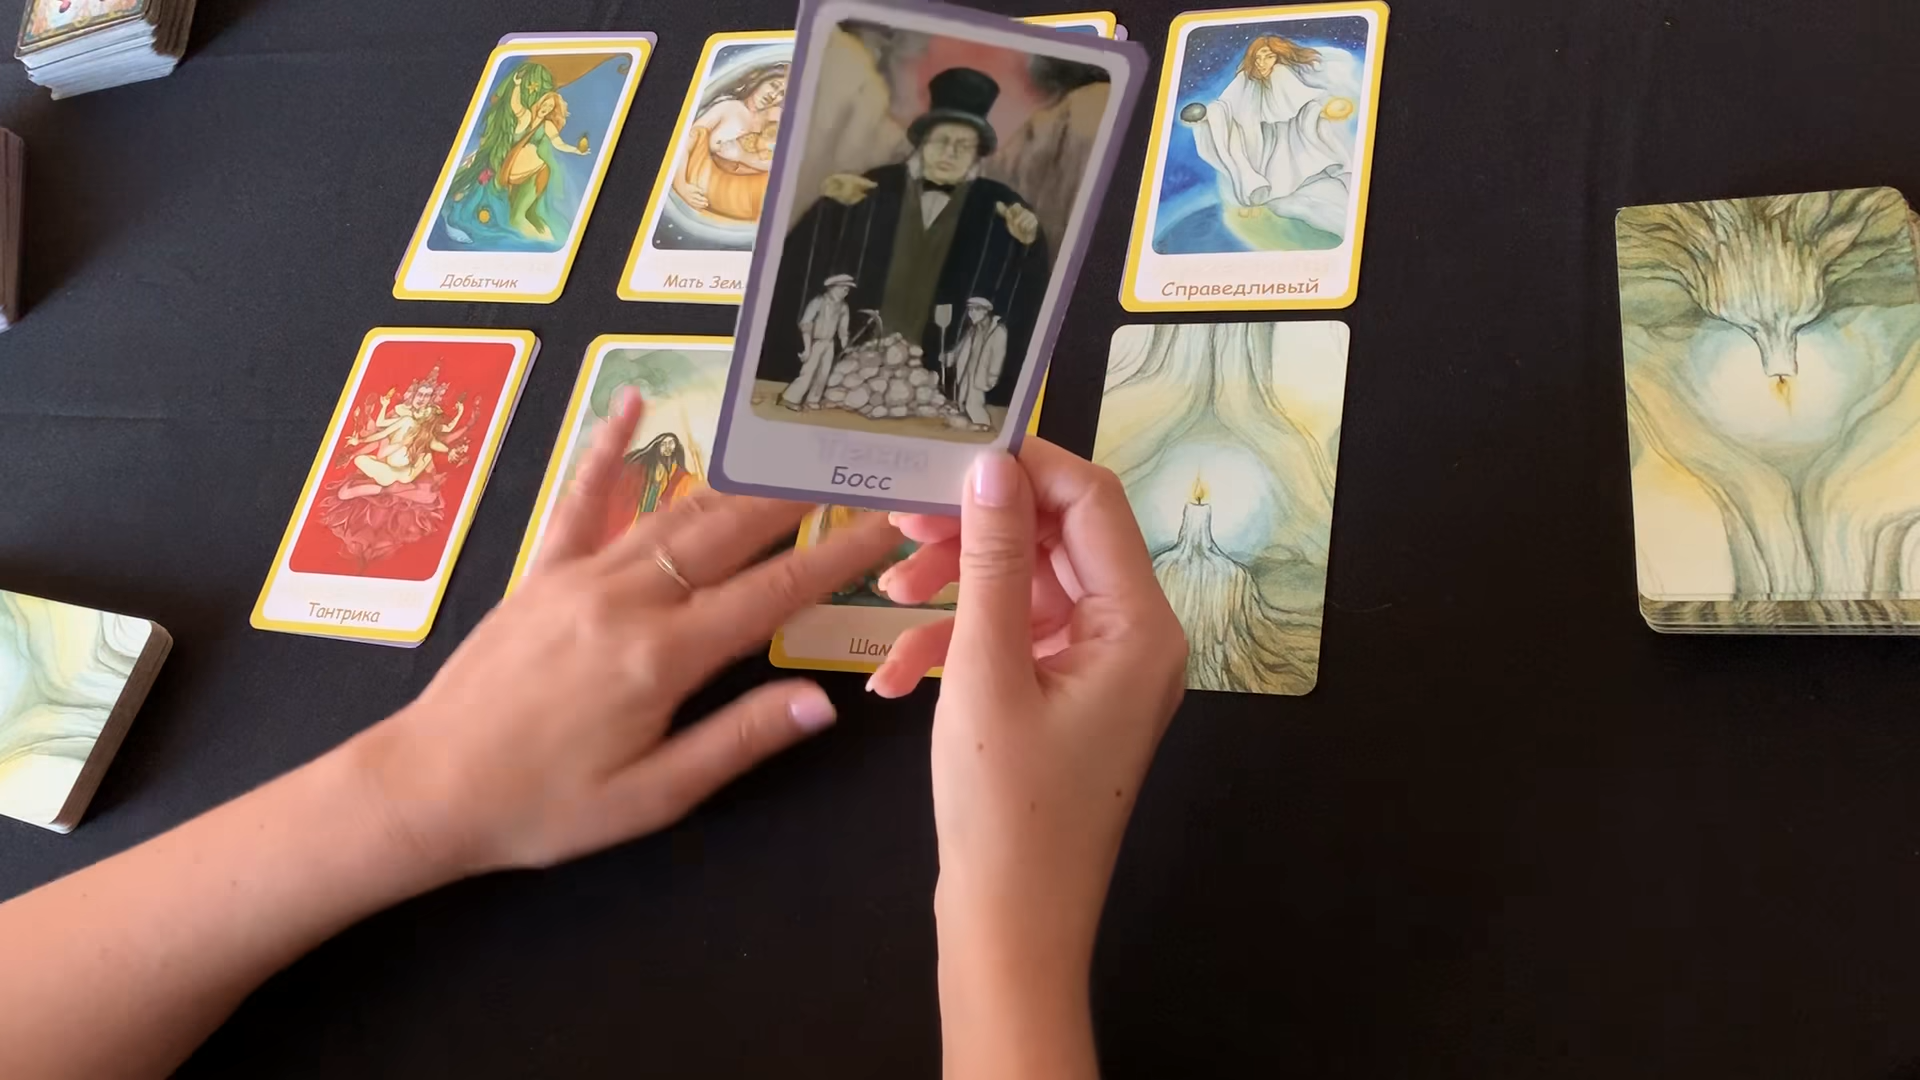 Добытчик
Мать Зем
Справедливый
Босс
Тантрика
Шам